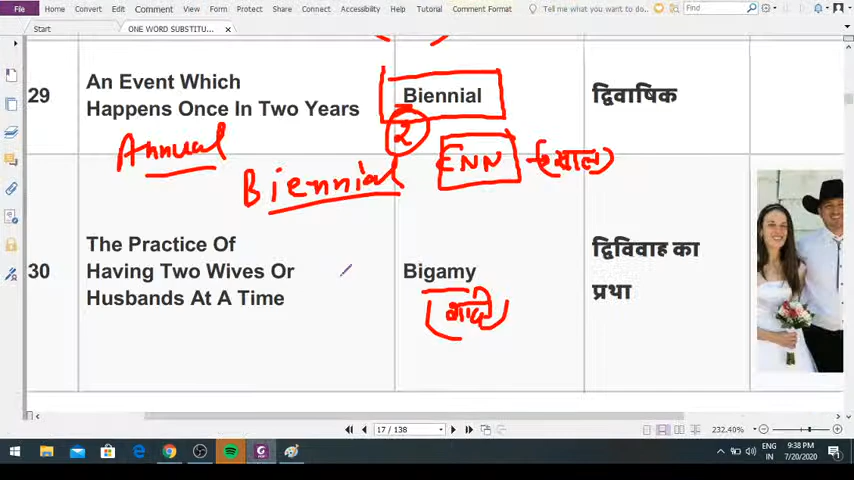 File Home Convert Edit Comment View Form Protect Share Connect Accessibility Help Tutorial Comment Format Tell me what you want to do... Find
Start ONE WORD SUBSTITU...
29 An Event Which Happens Once In Two Years Biennial द्विवाषिक
2
Annual
Biennial ENN (साल)
30 The Practice Of Having Two Wives Or Husbands At A Time Bigamy द्विविवाह का प्रथा
17 / 138 232.40%
ENG 9:38 PM
IN 7/20/2020